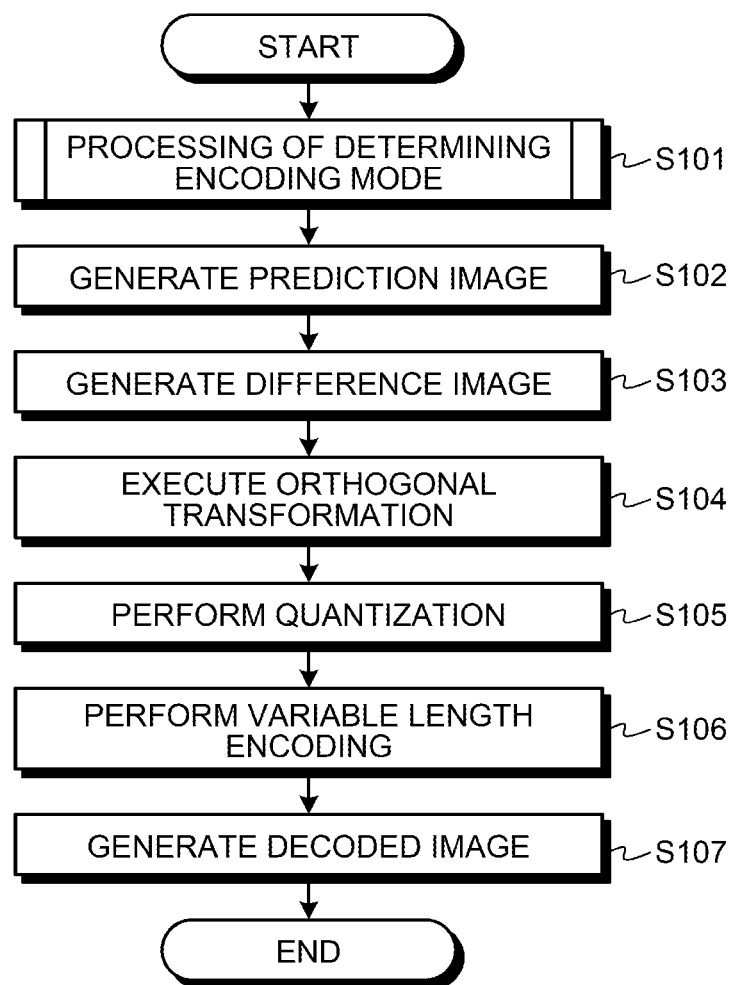 START
PROCESSING OF DETERMINING
ENCODING MODE
S101
GENERATE PREDICTION IMAGE
S102
GENERATE DIFFERENCE IMAGE
S103
EXECUTE ORTHOGONAL
TRANSFORMATION
S104
PERFORM QUANTIZATION
S105
PERFORM VARIABLE LENGTH
ENCODING
S106
GENERATE DECODED IMAGE
S107
END